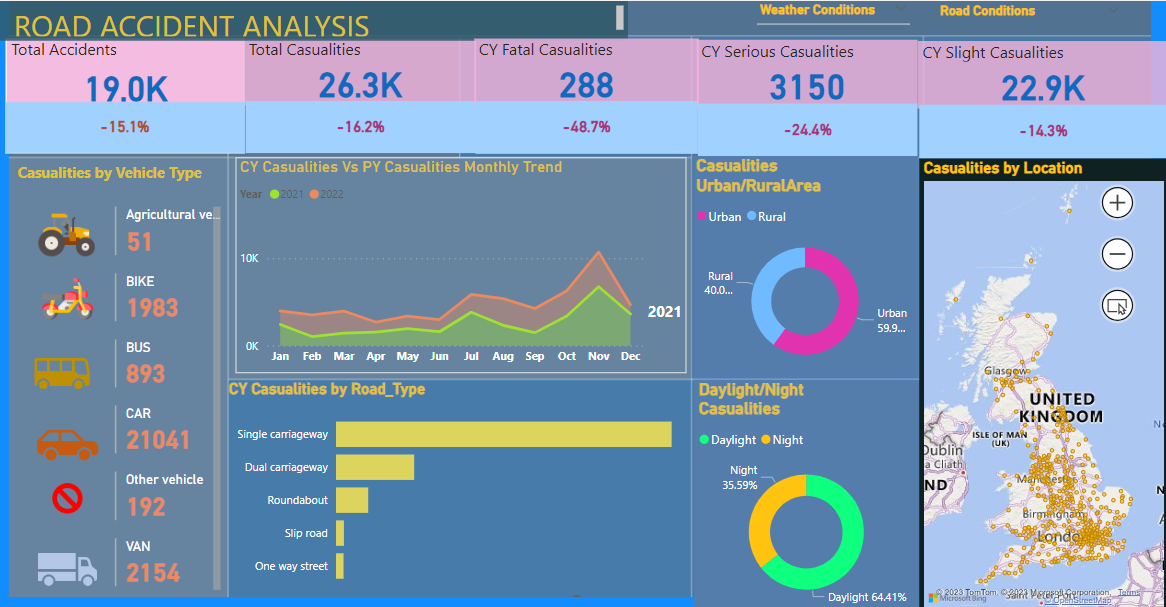 ROAD ACCIDENT ANALYSIS
Weather Conditions
Road Conditions
Total Accidents
19.0K
-15.1%
Total Casualities
26.3K
-16.2%
CY Fatal Casualities
288
-48.7%
CY Serious Casualities
3150
-24.4%
CY Slight Casualities
22.9K
-14.3%
Casualities by Vehicle Type
Agricultural ve...
51
BIKE
1983
BUS
893
CAR
21041
Other vehicle
192
VAN
2154
CY Casualities Vs PY Casualities Monthly Trend
Year 2021 2022
10K
0K
2021
Jan Feb Mar Apr May Jun Jul Aug Sep Oct Nov Dec
CY Casualities by Road_Type
Single carriageway
Dual carriageway
Roundabout
Slip road
One way street
Casualities
Urban/RuralArea
Urban Rural
Rural
40.0...
Urban
59.9...
Daylight/Night
Casualities
Daylight Night
Night
35.59%
Daylight 64.41%
Casualities by Location
Glasgow
UNITED
KINGDOM
ISLE OF MAN
(UK)
Dublin
a Cliath
ND
Manchester
Birmingham
London
© 2023 TomTom, © 2023 Microsoft Corporation, Terms
Microsoft Bing
© OpenStreetMap